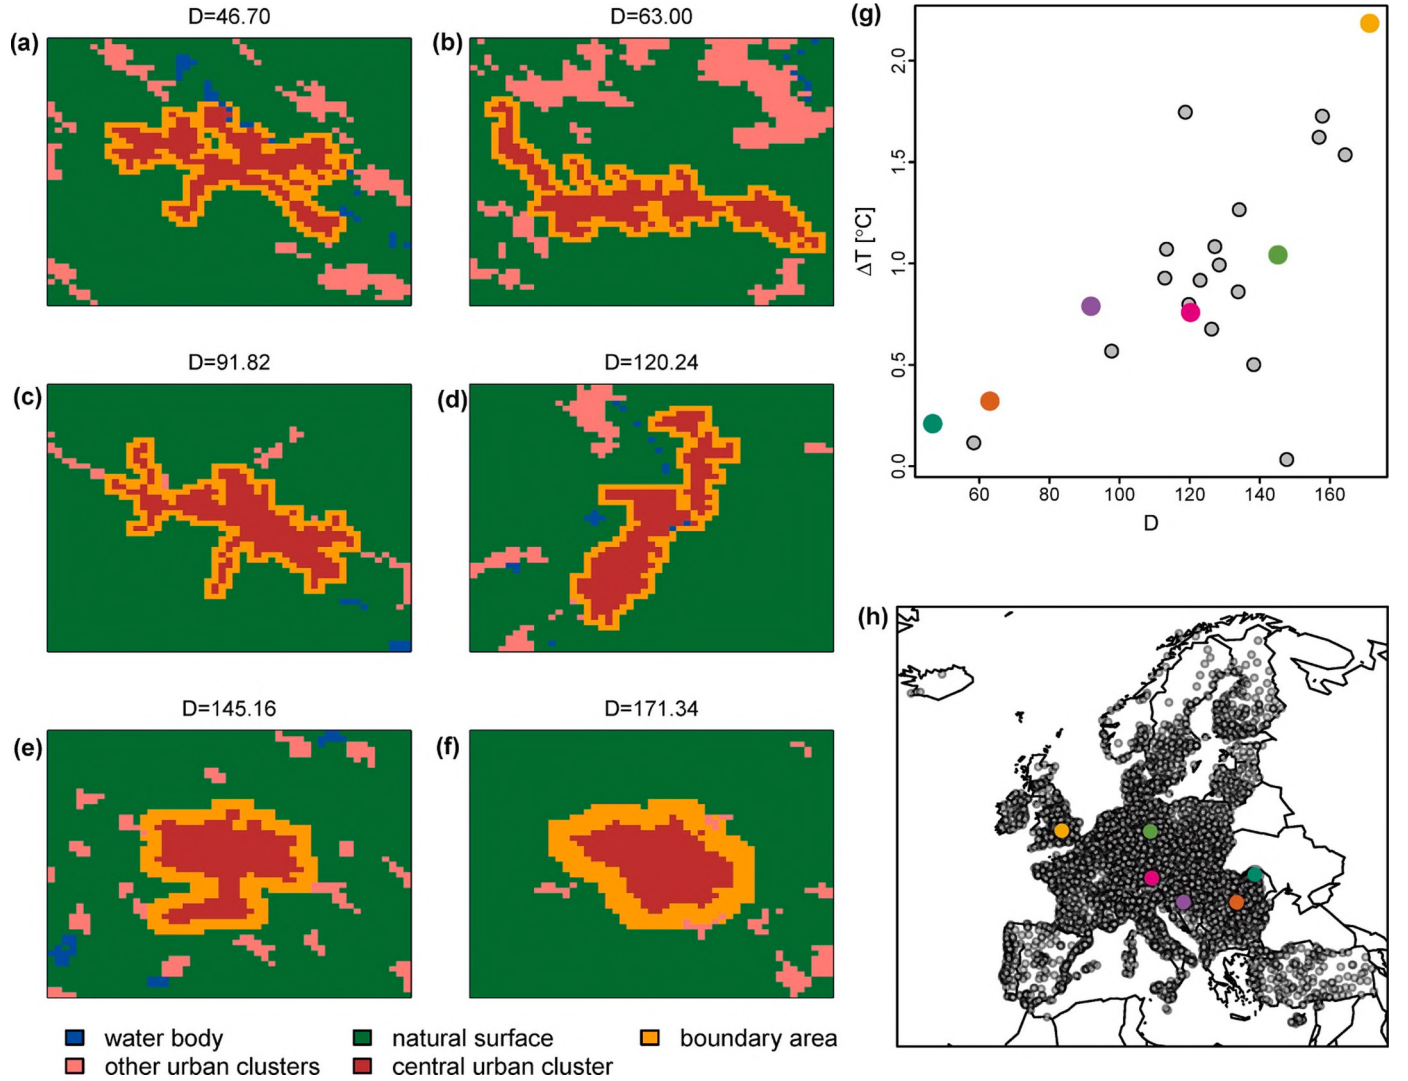 D=46.70
(a)
D=63.00
(b)
D=91.82
(c)
D=120.24
(d)
D=145.16
(e)
D=171.34
(f)
water body
natural surface
boundary area
other urban clusters
central urban cluster
(g)
ΔT [°C]
2.0
1.5
1.0
0.5
0.0
60 80 100 120 140 160
D
(h)